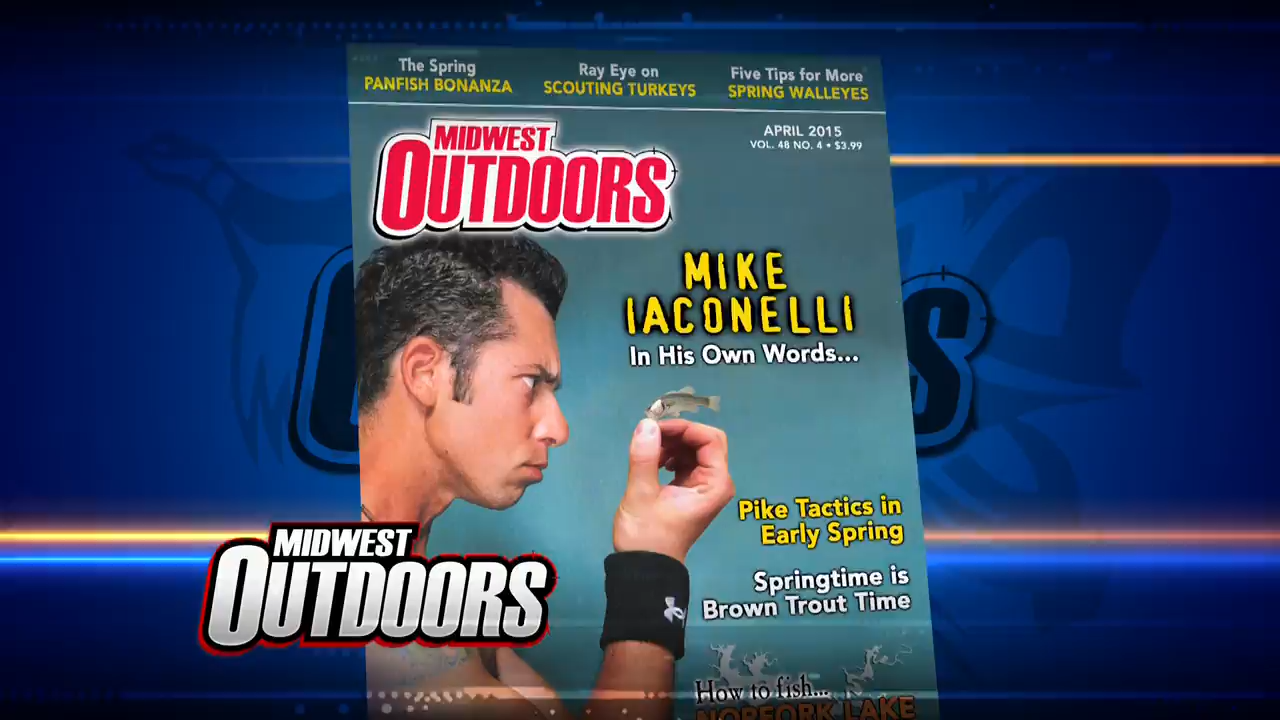 The Spring
PANFISH BONANZA
Ray Eye on
SCOUTING TURKEYS
Five Tips for More
SPRING WALLEYES
MIDWEST
OUTDOORS
APRIL 2015
VOL. 48 NO. 4 • $3.99
MIKE
IACONELLI
In His Own Words...
Pike Tactics in
Early Spring
Springtime is
Brown Trout Time
How to fish...
NORFORK LAKE
MIDWEST
OUTDOORS